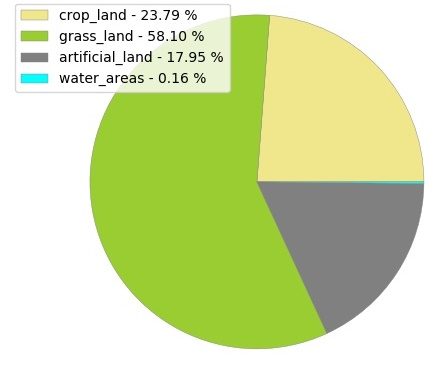 crop_land - 23.79 %
grass_land - 58.10 %
artificial_land - 17.95 %
water_areas - 0.16 %